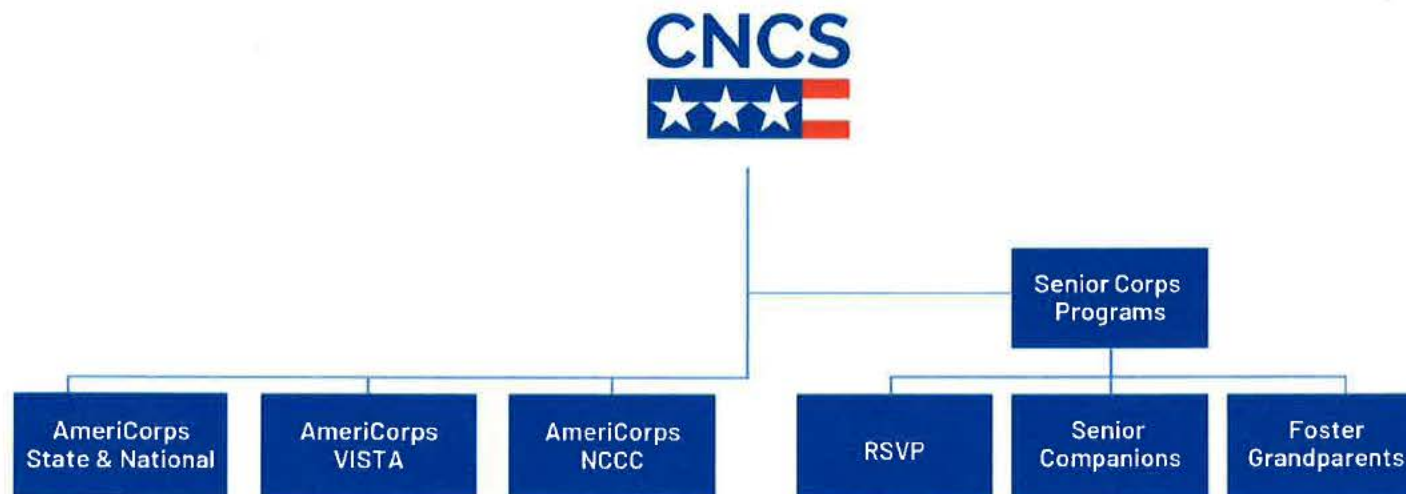 CNCS
Senior Corps
Programs
AmeriCorps
State & National
AmeriCorps
VISTA
AmeriCorps
NCCC
RSVP
Senior
Companions
Foster
Grandparents